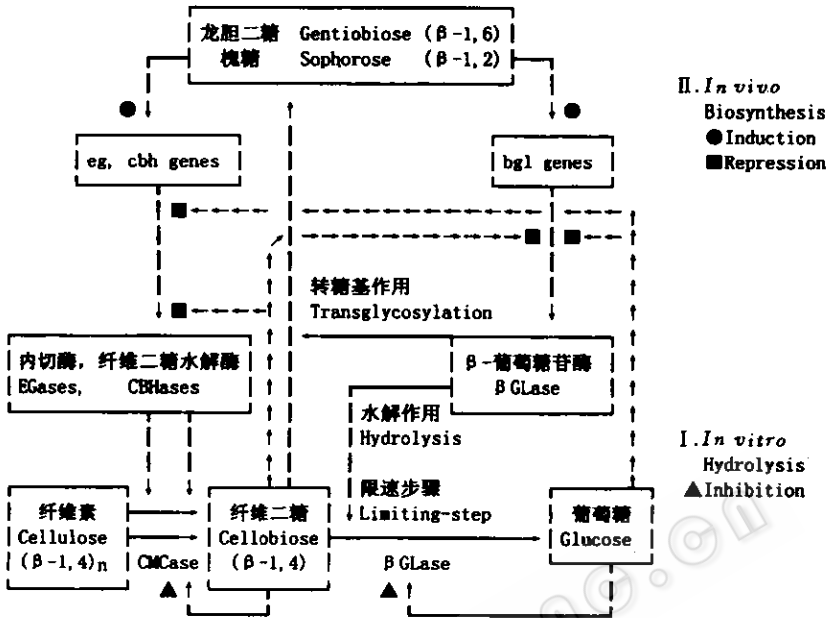 龙胆二糖 Gentiobiose (β-1,6)
槐糖 Sophorose (β-1,2)
II.In vivo
Biosynthesis
●Induction
■Repression
eg, cbh genes
bgl genes
转糖基作用
Transglycosylation
内切酶, 纤维二糖水解酶
EGases, CBHases
β-葡萄糖苷酶
βGLase
水解作用
Hydrolysis
I.In vitro
Hydrolysis
▲Inhibition
限速步骤
Limiting-step
纤维素
Cellulose
(β-1,4)n
纤维二糖
Cellobiose
(β-1,4)
葡萄糖
Glucose
CMCase
βGLase